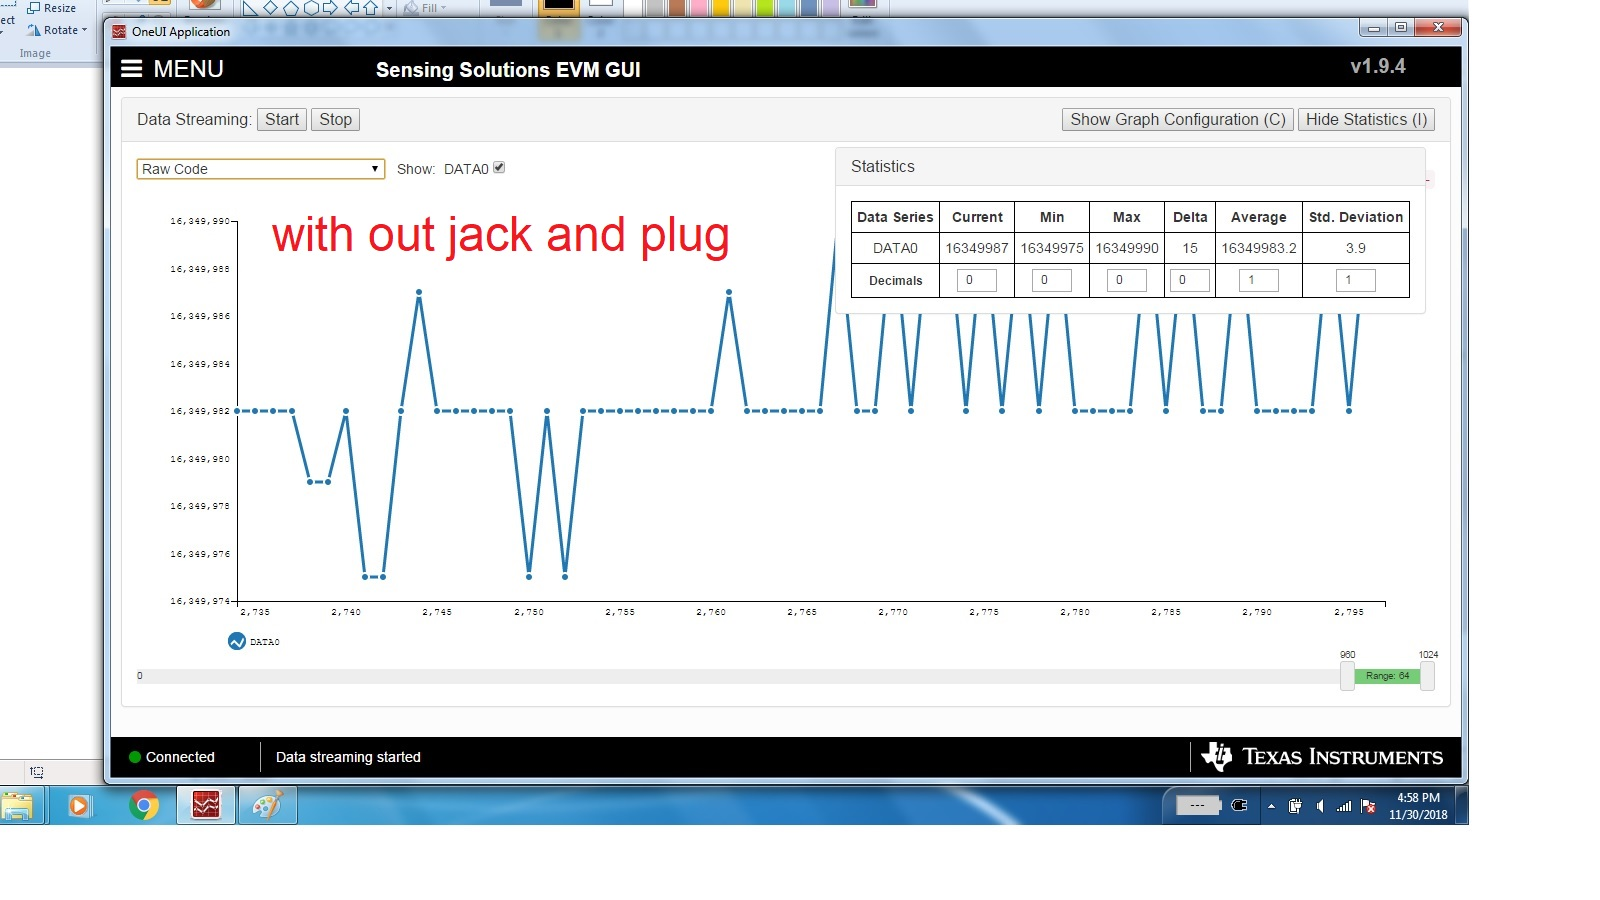 Resize
Rotate
Image
Fill
OneUI Application
MENU
Sensing Solutions EVM GUI
v1.9.4
Data Streaming: Start Stop
Show Graph Configuration (C) Hide Statistics (I)
Raw Code
Show: DATA0
Statistics
Data Series Current Min Max Delta Average Std. Deviation
DATA0 16349987 16349975 16349990 15 16349983.2 3.9
Decimals 0 0 0 0 1 1
with out jack and plug
16,349,990
16,349,988
16,349,986
16,349,984
16,349,982
16,349,980
16,349,978
16,349,976
16,349,974
2,735 2,740 2,745 2,750 2,755 2,760 2,765 2,770 2,775 2,780 2,785 2,790 2,795
DATA0
960 1024
0 Range: 64
Connected
Data streaming started
TEXAS INSTRUMENTS
---
4:58 PM
11/30/2018